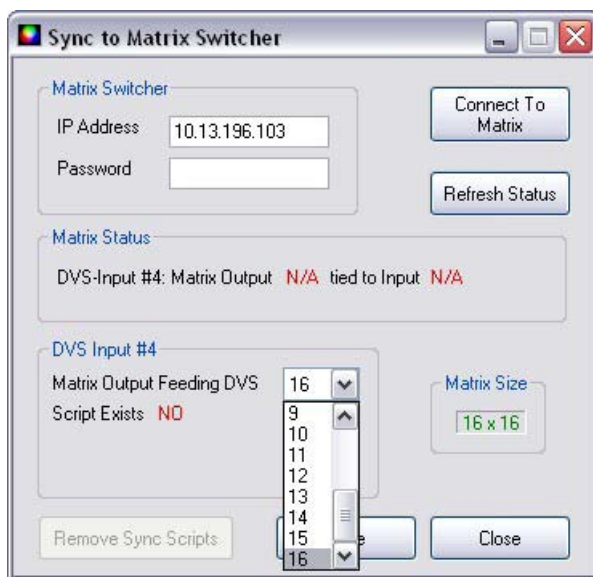 Sync to Matrix Switcher
Matrix Switcher
IP Address 10.13.196.103
Password
Connect To
Matrix
Refresh Status
Matrix Status
DVS-Input #4: Matrix Output N/A tied to Input N/A
DVS Input #4
Matrix Output Feeding DVS 16
Script Exists NO
9
10
11
12
13
14
15
16
Matrix Size
16 x 16
Remove Sync Scripts
Close